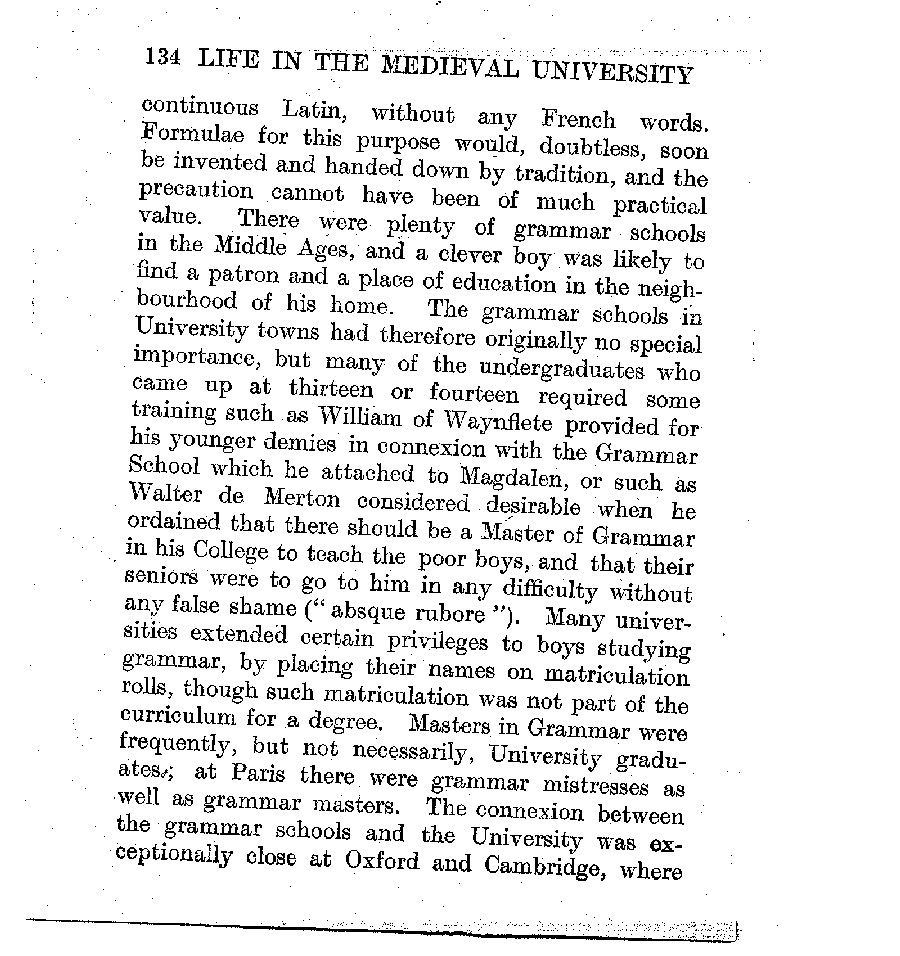 134 LIFE IN THE MEDIEVAL UNIVERSITY
continuous Latin, without any French words.
Formulae for this purpose would, doubtless, soon
be invented and handed down by tradition, and the
precaution cannot have been of much practical
value. There were plenty of grammar schools
in the Middle Ages, and a clever boy was likely to
find a patron and a place of education in the neigh-
bourhood of his home. The grammar schools in
University towns had therefore originally no special
importance, but many of the undergraduates who
came up at thirteen or fourteen required some
training such as William of Waynflete provided for
his younger demies in connexion with the Grammar
School which he attached to Magdalen, or such as
Walter de Merton considered desirable when he
ordained that there should be a Master of Grammar
in his College to teach the poor boys, and that their
seniors were to go to him in any difficulty without
any false shame (“ absque rubore ”). Many univer-
sities extended certain privileges to boys studying
grammar, by placing their names on matriculation
rolls, though such matriculation was not part of the
curriculum for a degree. Masters in Grammar were
frequently, but not necessarily, University gradu-
ates; at Paris there were grammar mistresses as
well as grammar masters. The connexion between
the grammar schools and the University was ex-
ceptionally close at Oxford and Cambridge, where